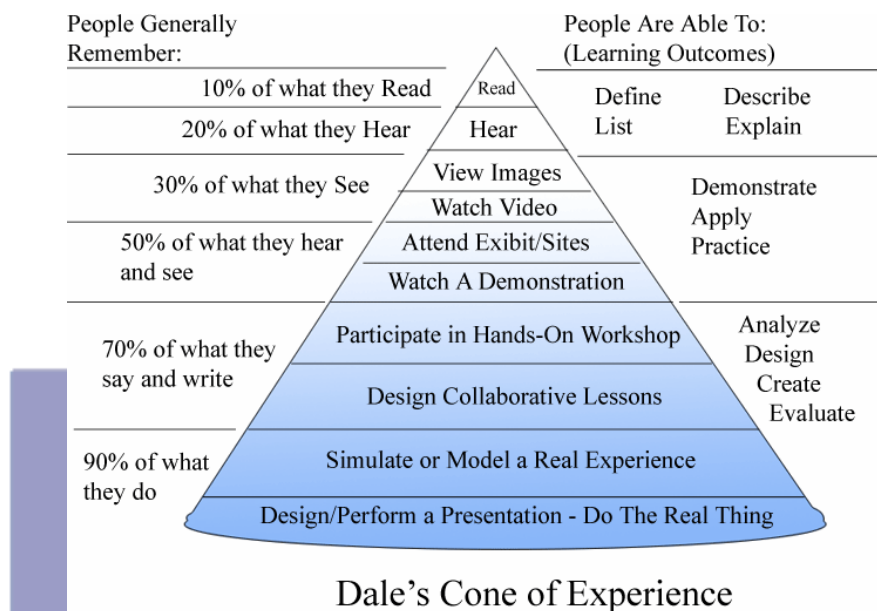 People Generally
Remember:
People Are Able To:
(Learning Outcomes)
10% of what they Read
Read
Define
Describe
20% of what they Hear
Hear
List
Explain
30% of what they See
View Images
Watch Video
Demonstrate
Apply
Practice
50% of what they hear
and see
Attend Exibit/Sites
Watch A Demonstration
70% of what they
say and write
Participate in Hands-On Workshop
Design Collaborative Lessons
Analyze
Design
Create
Evaluate
90% of what
they do
Simulate or Model a Real Experience
Design/Perform a Presentation - Do The Real Thing
Dale's Cone of Experience